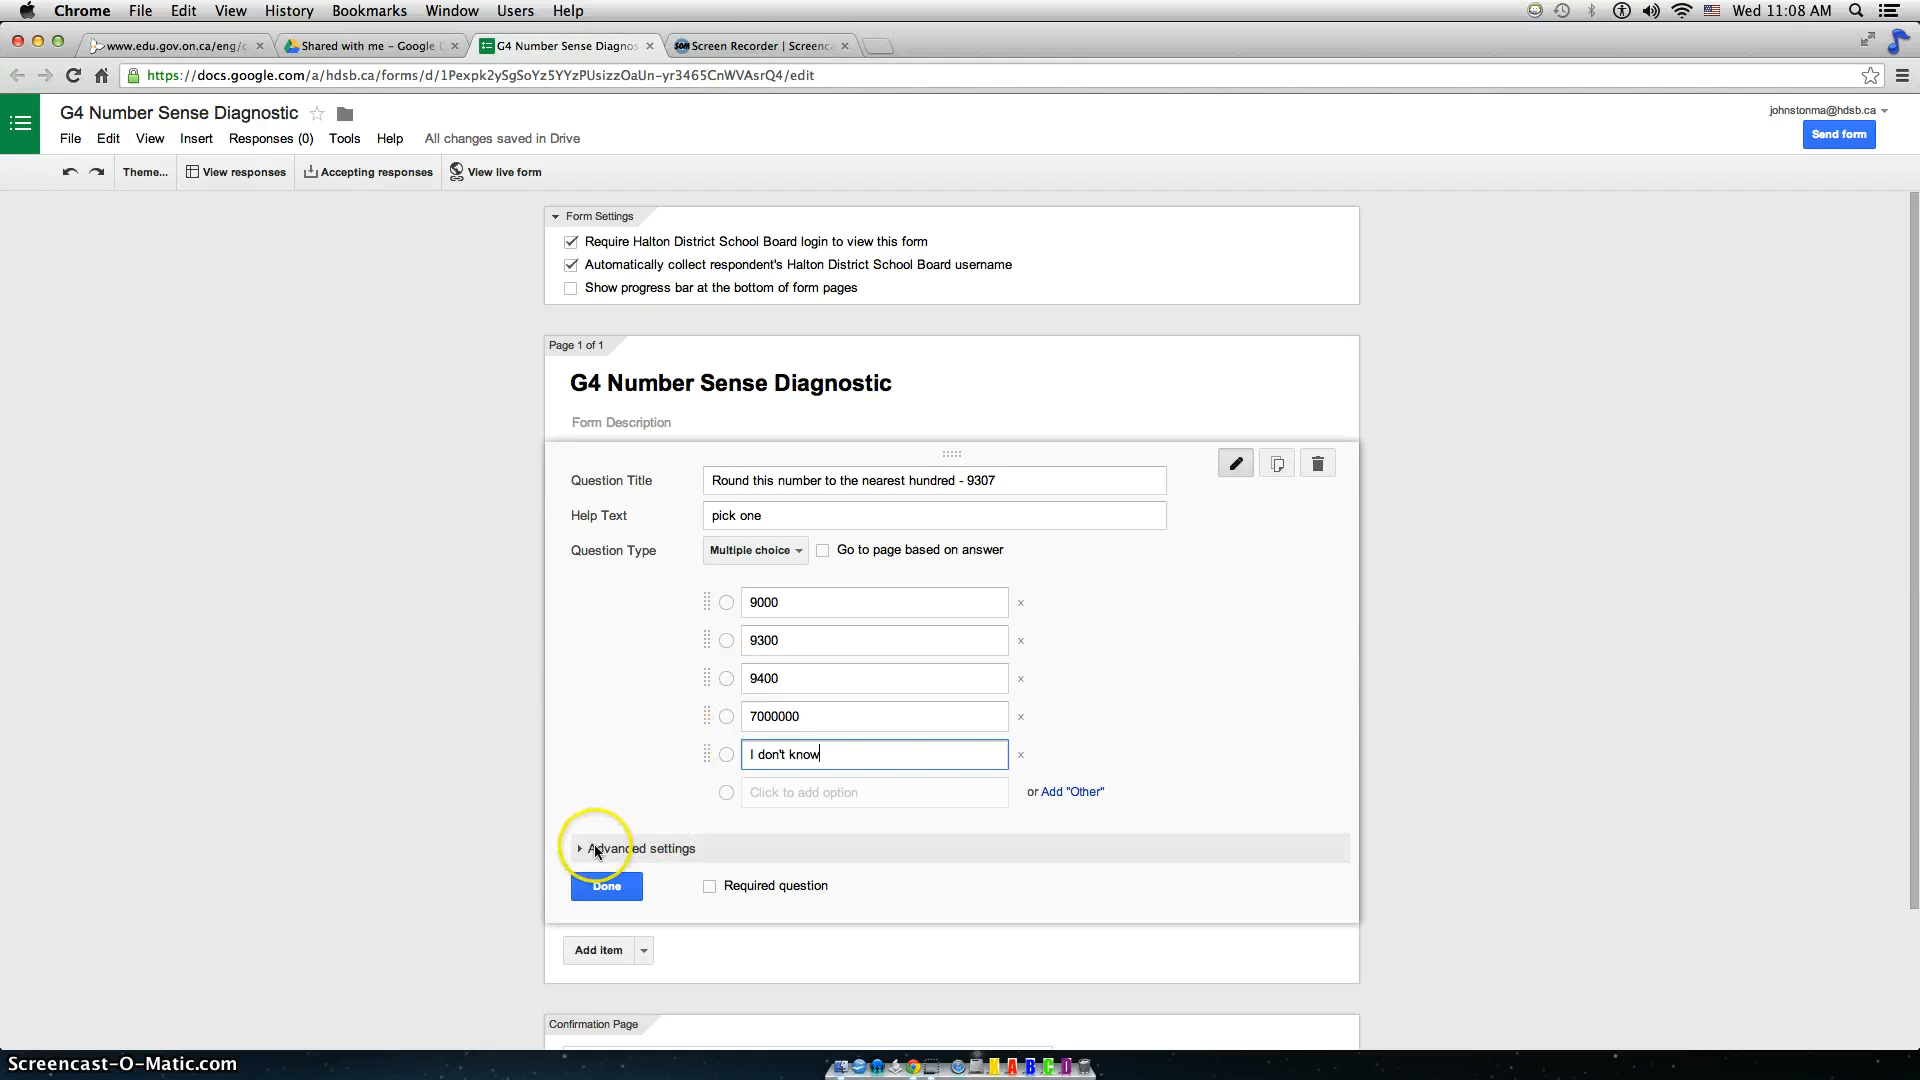 Chrome File Edit View History Bookmarks Window Users Help Wed 11:08 AM
www.edu.gov.on.ca/eng/c Shared with me – Google D G4 Number Sense Diagnos Screen Recorder | Screenca
https://docs.google.com/a/hdsb.ca/forms/d/1Pexpk2ySgSoYz5YYzPUsizzOaUn-yr3465CnWVAsrQ4/edit
G4 Number Sense Diagnostic
johnstonma@hdsb.ca
File Edit View Insert Responses (0) Tools Help All changes saved in Drive
Send form
Theme... View responses Accepting responses View live form
Form Settings
Require Halton District School Board login to view this form
Automatically collect respondent's Halton District School Board username
Show progress bar at the bottom of form pages
Page 1 of 1
G4 Number Sense Diagnostic
Form Description
Question Title Round this number to the nearest hundred - 9307
Help Text pick one
Question Type Multiple choice Go to page based on answer
9000 x
9300 x
9400 x
7000000 x
I don't know x
Click to add option or Add "Other"
Advanced settings
Done Required question
Add item
Confirmation Page
Screencast-O-Matic.com